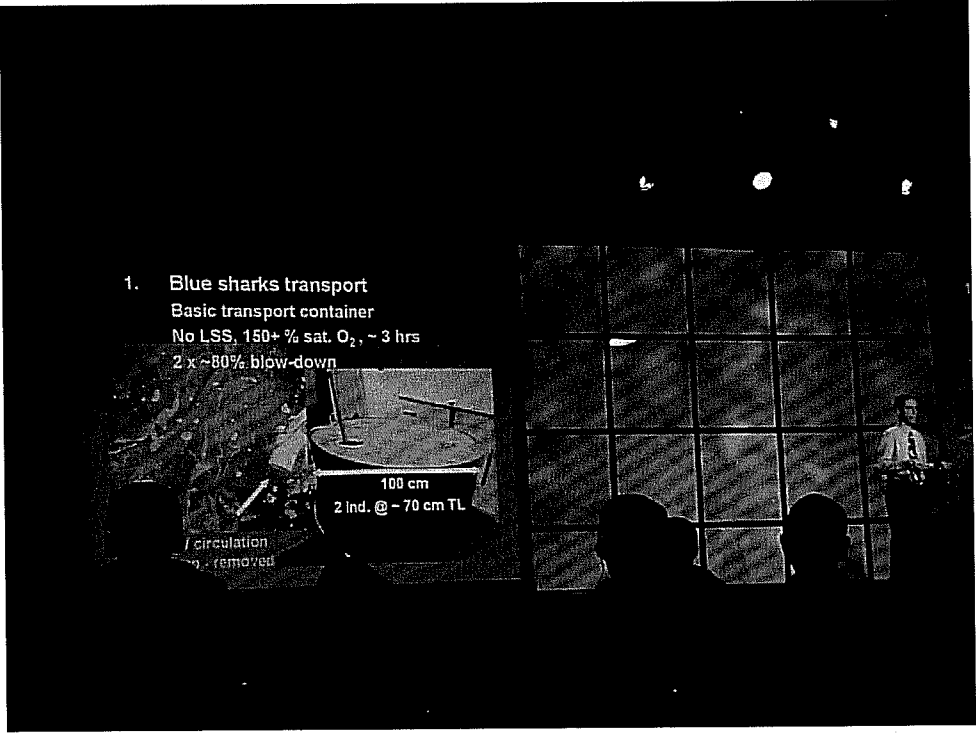 1. Blue sharks transport
Basic transport container
No LSS, 150+ % sat. O₂, ~ 3 hrs
2 x ~80% blow-down
100 cm
2 ind. @ ~ 70 cm TL
/ circulation
- removed